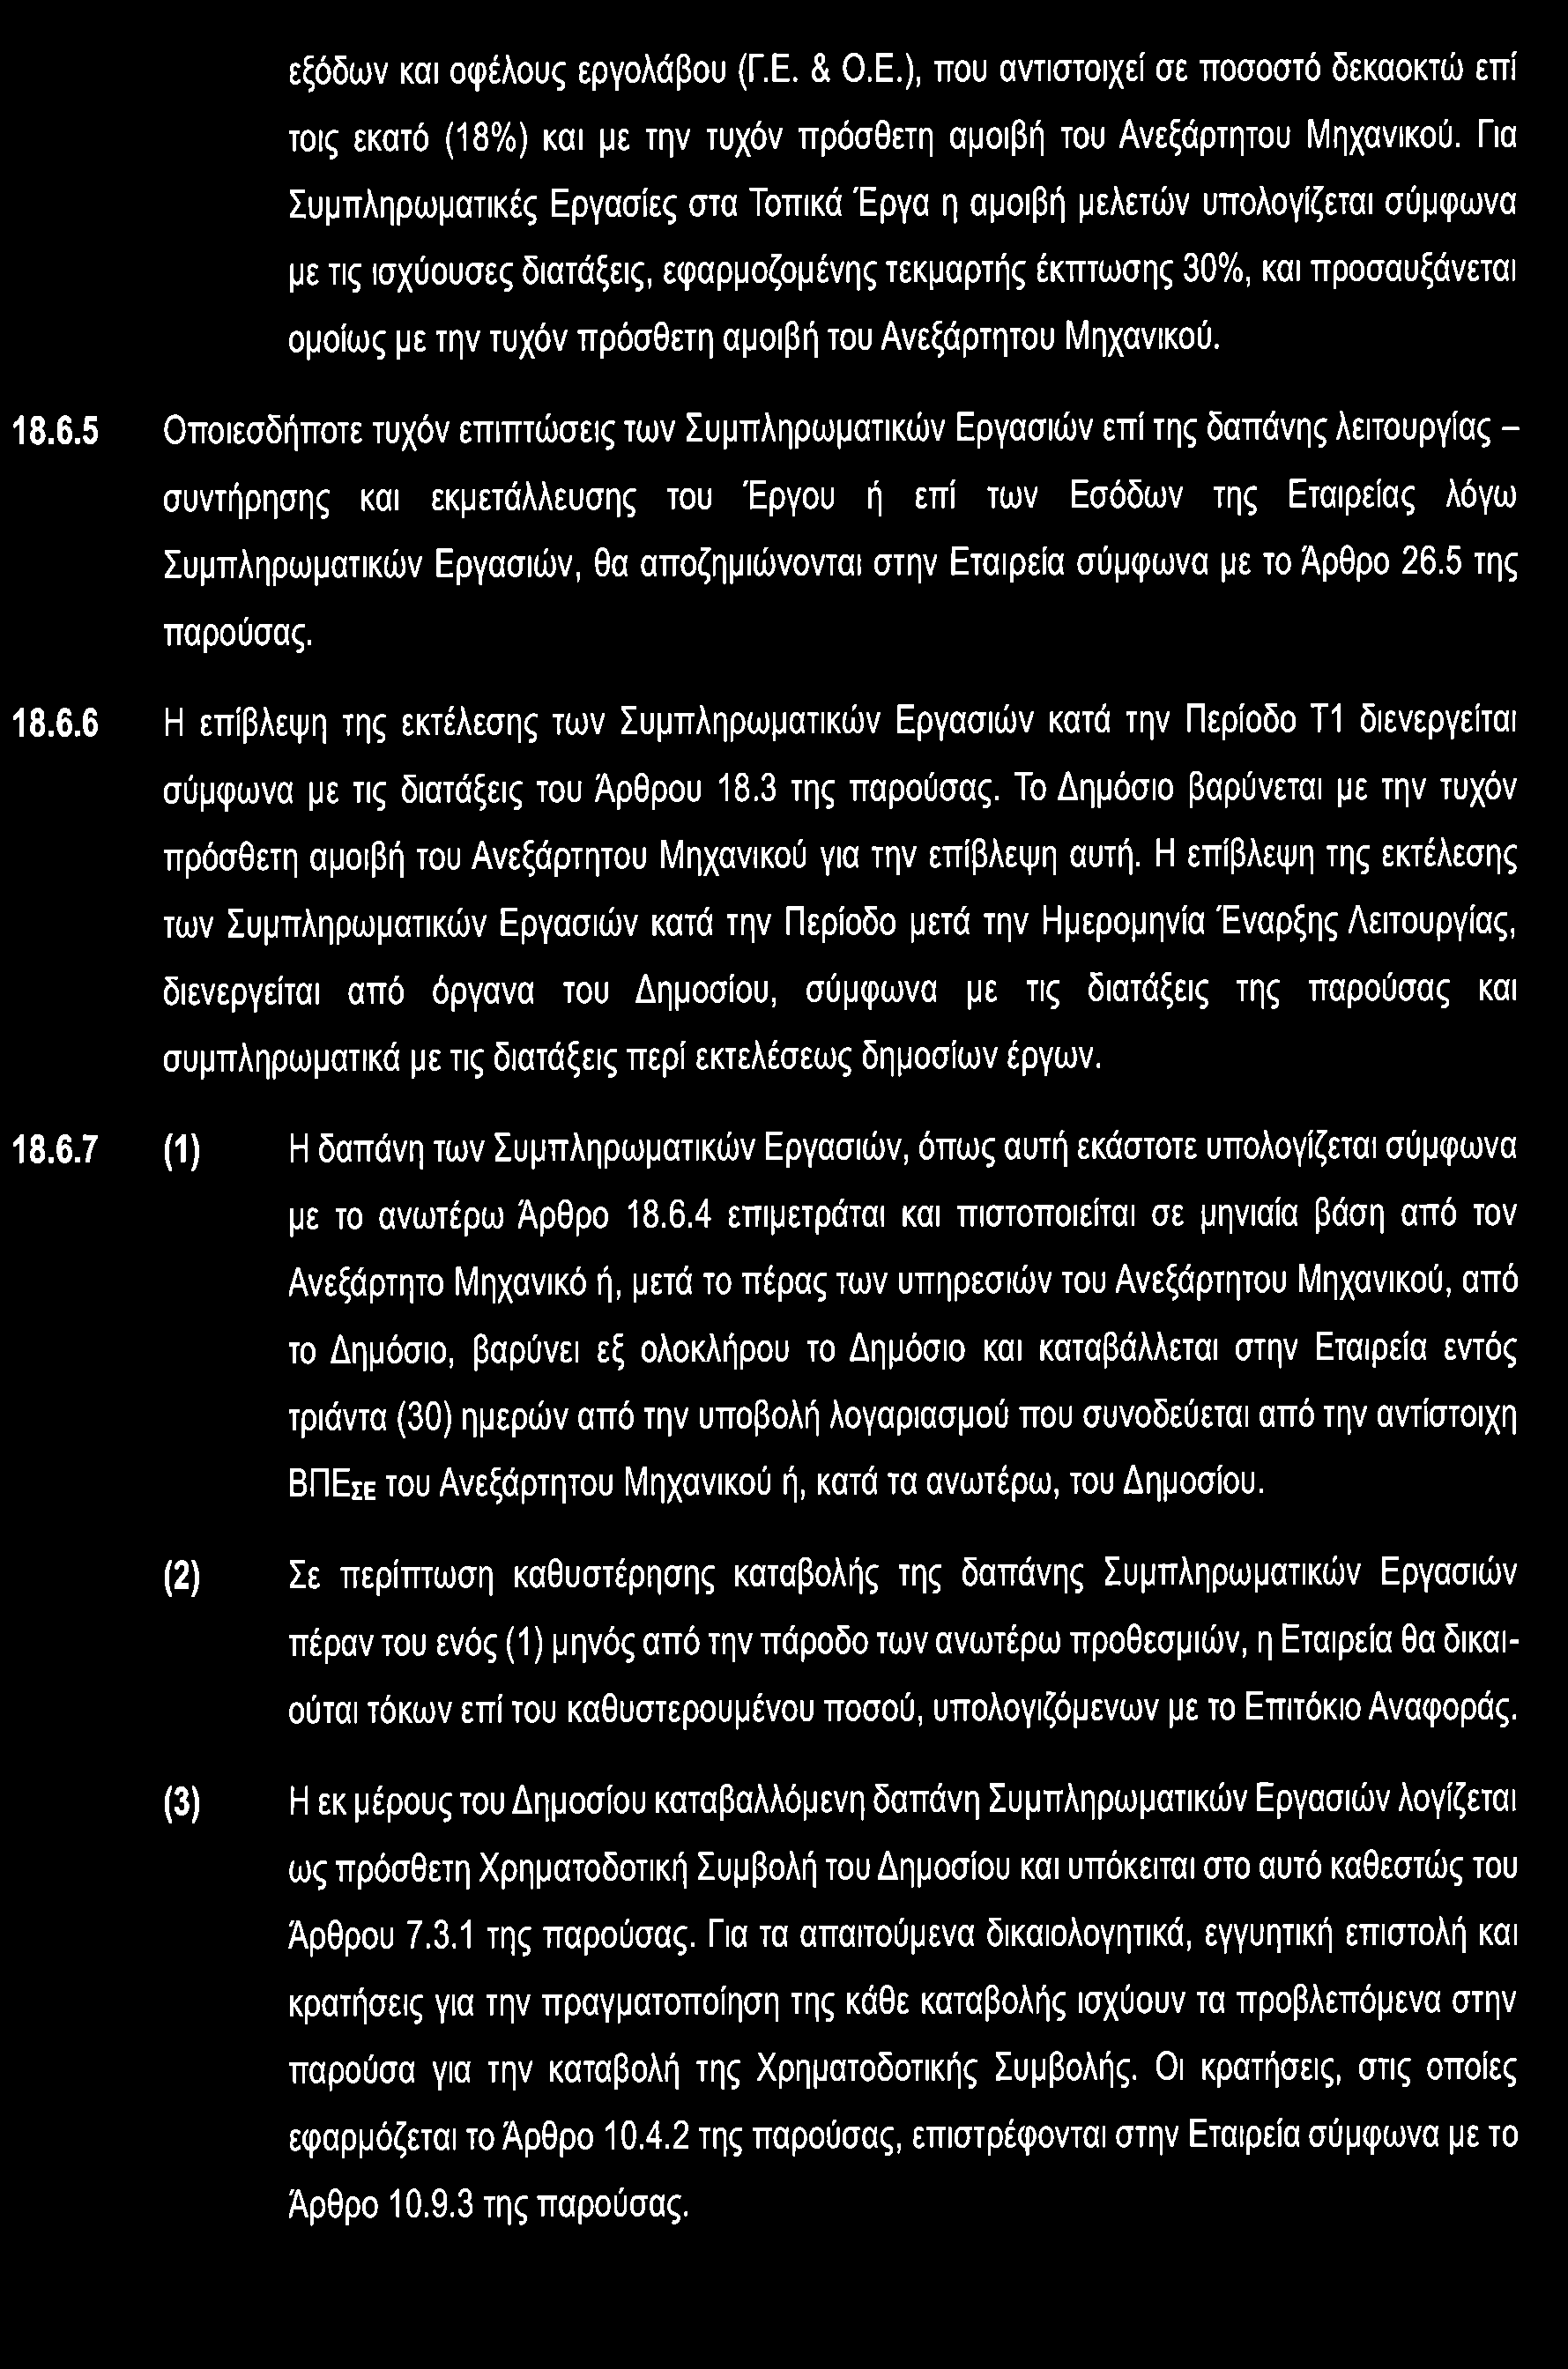 εξόδων και οφέλους εργολάβου (Γ.Ε. & Ο.Ε.), που αντιστοιχεί σε ποσοστό δεκαοκτώ επί
τοις εκατό (18%) και με την τυχόν πρόσθετη αμοιβή του Ανεξάρτητου Μηχανικού. Για
Συμπληρωματικές Εργασίες στα Τοπικά Έργα η αμοιβή μελετών υπολογίζεται σύμφωνα
με τις ισχύουσες διατάξεις, εφαρμοζομένης τεκμαρτής έκπτωσης 30%, και προσαυξάνεται
ομοίως με την τυχόν πρόσθετη αμοιβή του Ανεξάρτητου Μηχανικού.
18.6.5 Οποιεσδήποτε τυχόν επιπτώσεις των Συμπληρωματικών Εργασιών επί της δαπάνης λειτουργίας –
συντήρησης και εκμετάλλευσης του Έργου ή επί των Εσόδων της Εταιρείας λόγω
Συμπληρωματικών Εργασιών, θα αποζημιώνονται στην Εταιρεία σύμφωνα με το Άρθρο 26.5 της
παρούσας.
18.6.6 Η επίβλεψη της εκτέλεσης των Συμπληρωματικών Εργασιών κατά την Περίοδο Τ1 διενεργείται
σύμφωνα με τις διατάξεις του Άρθρου 18.3 της παρούσας. Το Δημόσιο βαρύνεται με την τυχόν
πρόσθετη αμοιβή του Ανεξάρτητου Μηχανικού για την επίβλεψη αυτή. Η επίβλεψη της εκτέλεσης
των Συμπληρωματικών Εργασιών κατά την Περίοδο μετά την Ημερομηνία Έναρξης Λειτουργίας,
διενεργείται από όργανα του Δημοσίου, σύμφωνα με τις διατάξεις της παρούσας και
συμπληρωματικά με τις διατάξεις περί εκτελέσεως δημοσίων έργων.
18.6.7 (1) Η δαπάνη των Συμπληρωματικών Εργασιών, όπως αυτή εκάστοτε υπολογίζεται σύμφωνα
με το ανωτέρω Άρθρο 18.6.4 επιμετράται και πιστοποιείται σε μηνιαία βάση από τον
Ανεξάρτητο Μηχανικό ή, μετά το πέρας των υπηρεσιών του Ανεξάρτητου Μηχανικού, από
το Δημόσιο, βαρύνει εξ ολοκλήρου το Δημόσιο και καταβάλλεται στην Εταιρεία εντός
τριάντα (30) ημερών από την υποβολή λογαριασμού που συνοδεύεται από την αντίστοιχη
ΒΠΕΣΕ του Ανεξάρτητου Μηχανικού ή, κατά τα ανωτέρω, του Δημοσίου.
(2) Σε περίπτωση καθυστέρησης καταβολής της δαπάνης Συμπληρωματικών Εργασιών
πέραν του ενός (1) μηνός από την πάροδο των ανωτέρω προθεσμιών, η Εταιρεία θα δικαι-
ούται τόκων επί του καθυστερουμένου ποσού, υπολογιζόμενων με το Επιτόκιο Αναφοράς.
(3) Η εκ μέρους του Δημοσίου καταβαλλόμενη δαπάνη Συμπληρωματικών Εργασιών λογίζεται
ως πρόσθετη Χρηματοδοτική Συμβολή του Δημοσίου και υπόκειται στο αυτό καθεστώς του
Άρθρου 7.3.1 της παρούσας. Για τα απαιτούμενα δικαιολογητικά, εγγυητική επιστολή και
κρατήσεις για την πραγματοποίηση της κάθε καταβολής ισχύουν τα προβλεπόμενα στην
παρούσα για την καταβολή της Χρηματοδοτικής Συμβολής. Οι κρατήσεις, στις οποίες
εφαρμόζεται το Άρθρο 10.4.2 της παρούσας, επιστρέφονται στην Εταιρεία σύμφωνα με το
Άρθρο 10.9.3 της παρούσας.